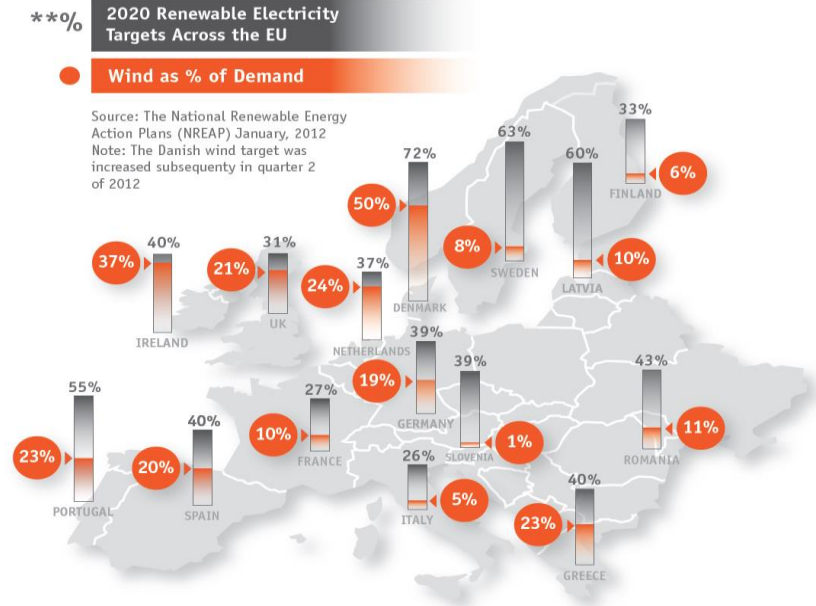 **%
2020 Renewable Electricity
Targets Across the EU
Wind as % of Demand
Source: The National Renewable Energy
Action Plans (NREAP) January, 2012
Note: The Danish wind target was
increased subsequenty in quarter 2
of 2012
33%
6%
FINLAND
63%
8%
SWEDEN
60%
10%
LATVIA
72%
50%
DENMARK
40%
37%
IRELAND
31%
21%
UK
37%
24%
NETHERLANDS
39%
19%
GERMANY
39%
1%
SLOVENIA
43%
11%
ROMANIA
27%
10%
FRANCE
55%
23%
PORTUGAL
40%
20%
SPAIN
26%
5%
ITALY
40%
23%
GREECE